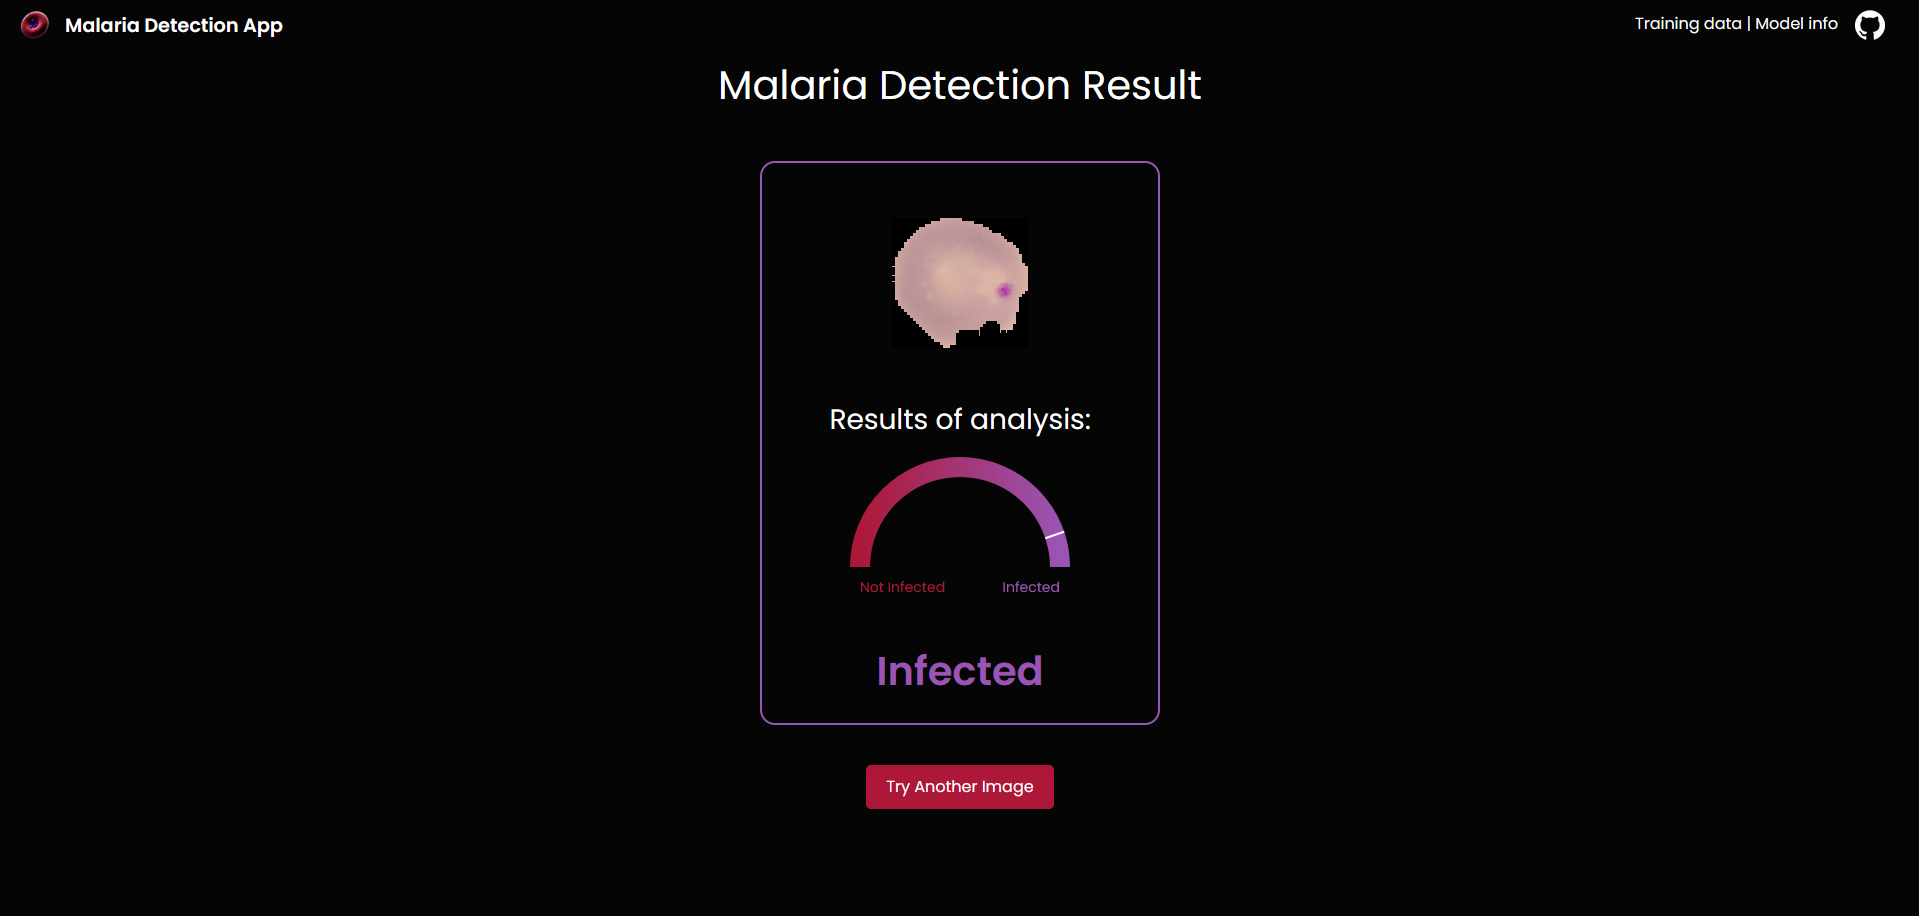 Malaria Detection App
Training data | Model info
Malaria Detection Result
Results of analysis:
Not Infected
Infected
Infected
Try Another Image